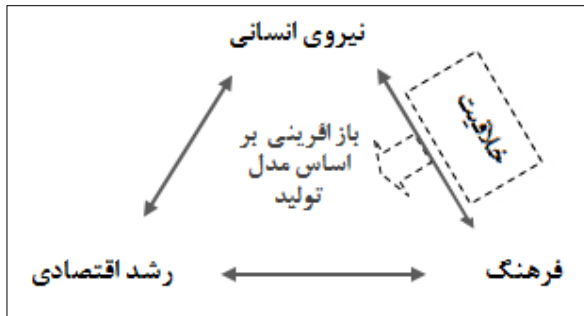 نیروی انسانی
خلاقیت
باز افرینی بر
اساس مدل
تولید
رشد اقتصادی
فرهنگ